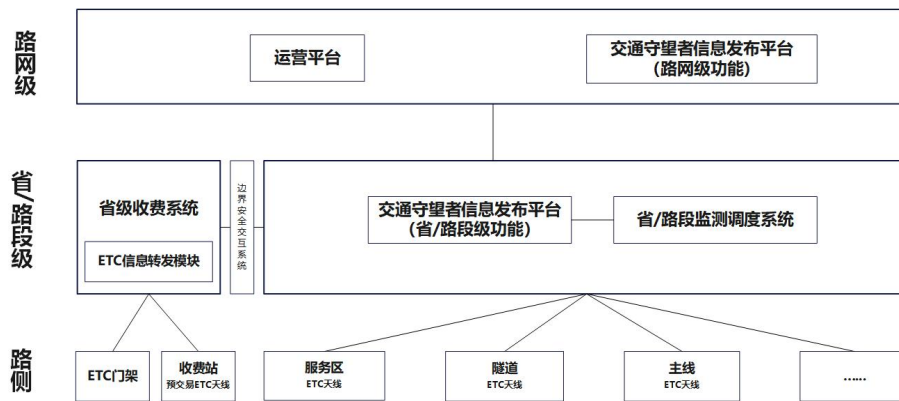 路网级
运营平台
交通守望者信息发布平台
(路网级功能)
省/路段级
省级收费系统
ETC信息转发模块
边界安全交互系统
交通守望者信息发布平台
(省/路段级功能)
省/路段监测调度系统
路侧
ETC门架
收费站
预交易ETC天线
服务区
ETC天线
隧道
ETC天线
主线
ETC天线
……